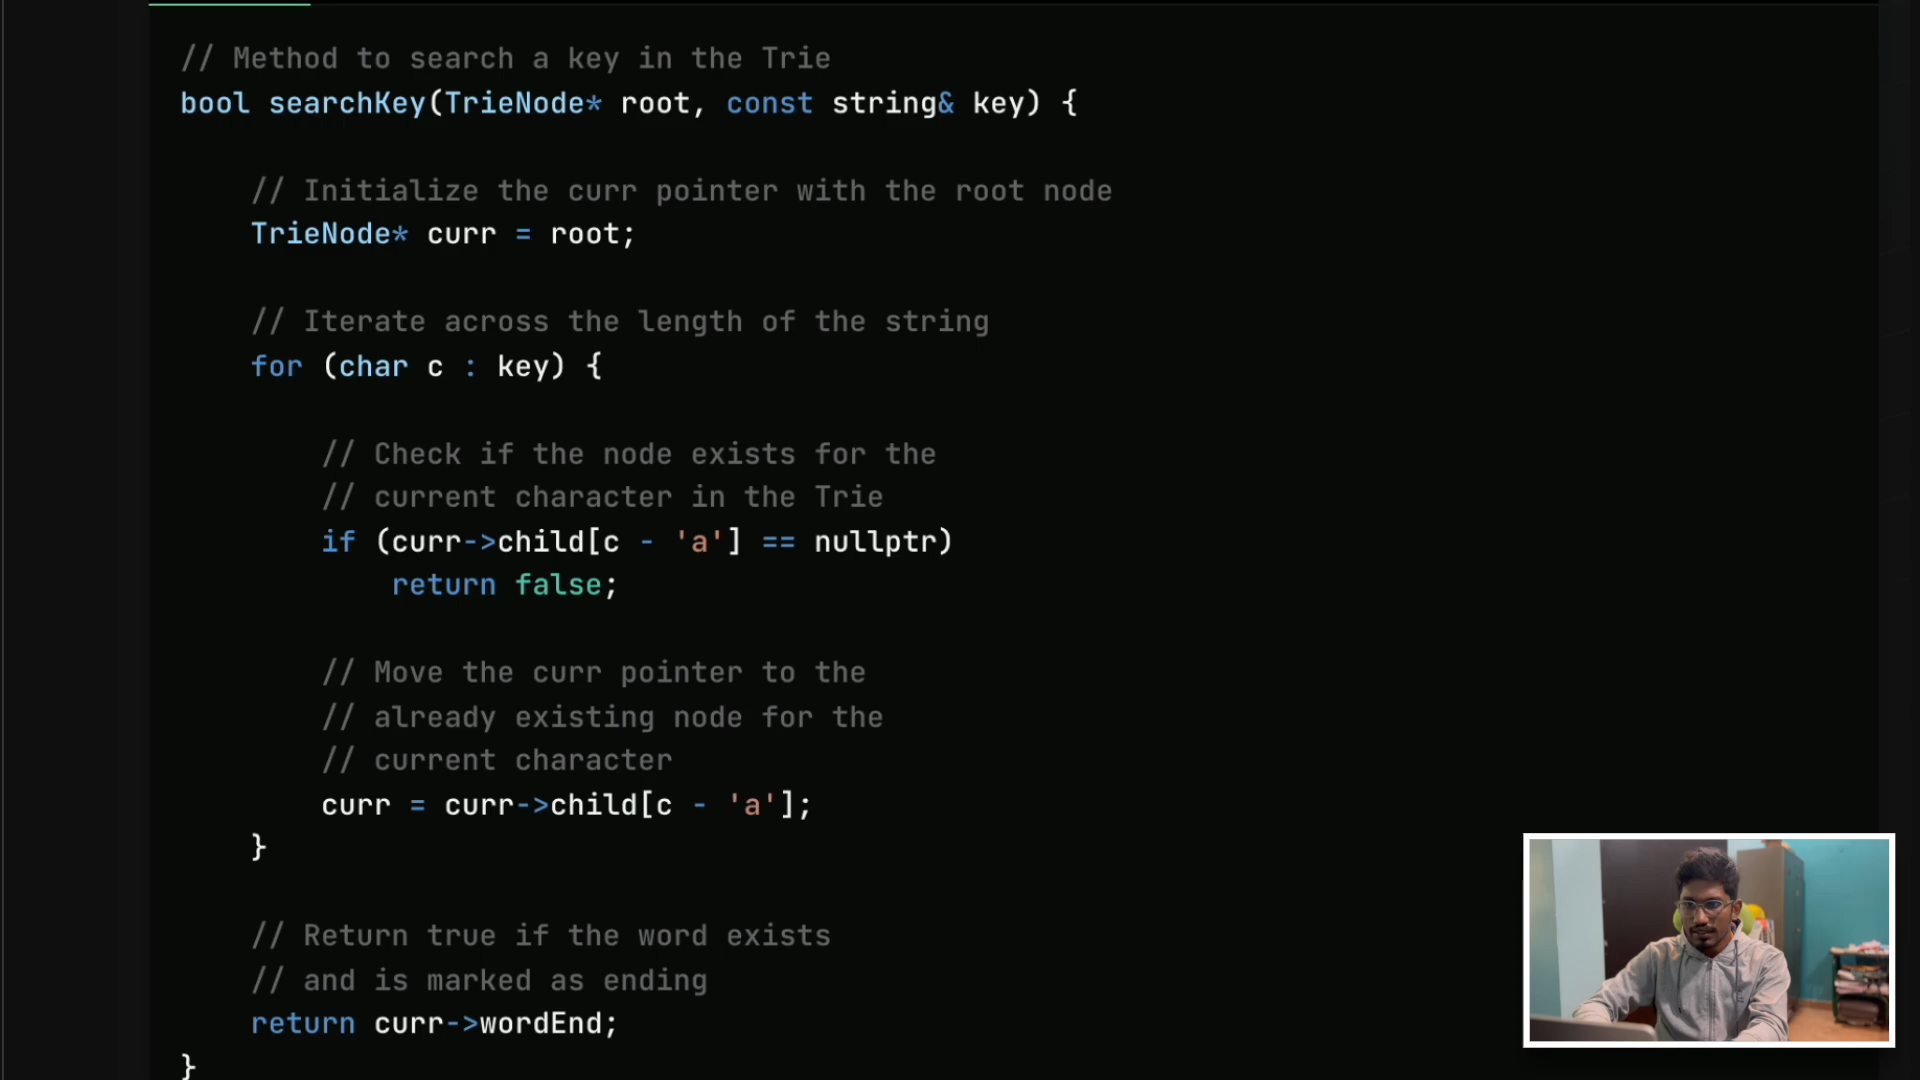 // Method to search a key in the Trie
bool searchKey(TrieNode* root, const string& key) {
// Initialize the curr pointer with the root node
TrieNode* curr = root;
// Iterate across the length of the string
for (char c : key) {
// Check if the node exists for the
// current character in the Trie
if (curr->child[c - 'a'] == nullptr)
return false;
// Move the curr pointer to the
// already existing node for the
// current character
curr = curr->child[c - 'a'];
}
// Return true if the word exists
// and is marked as ending
return curr->wordEnd;
}